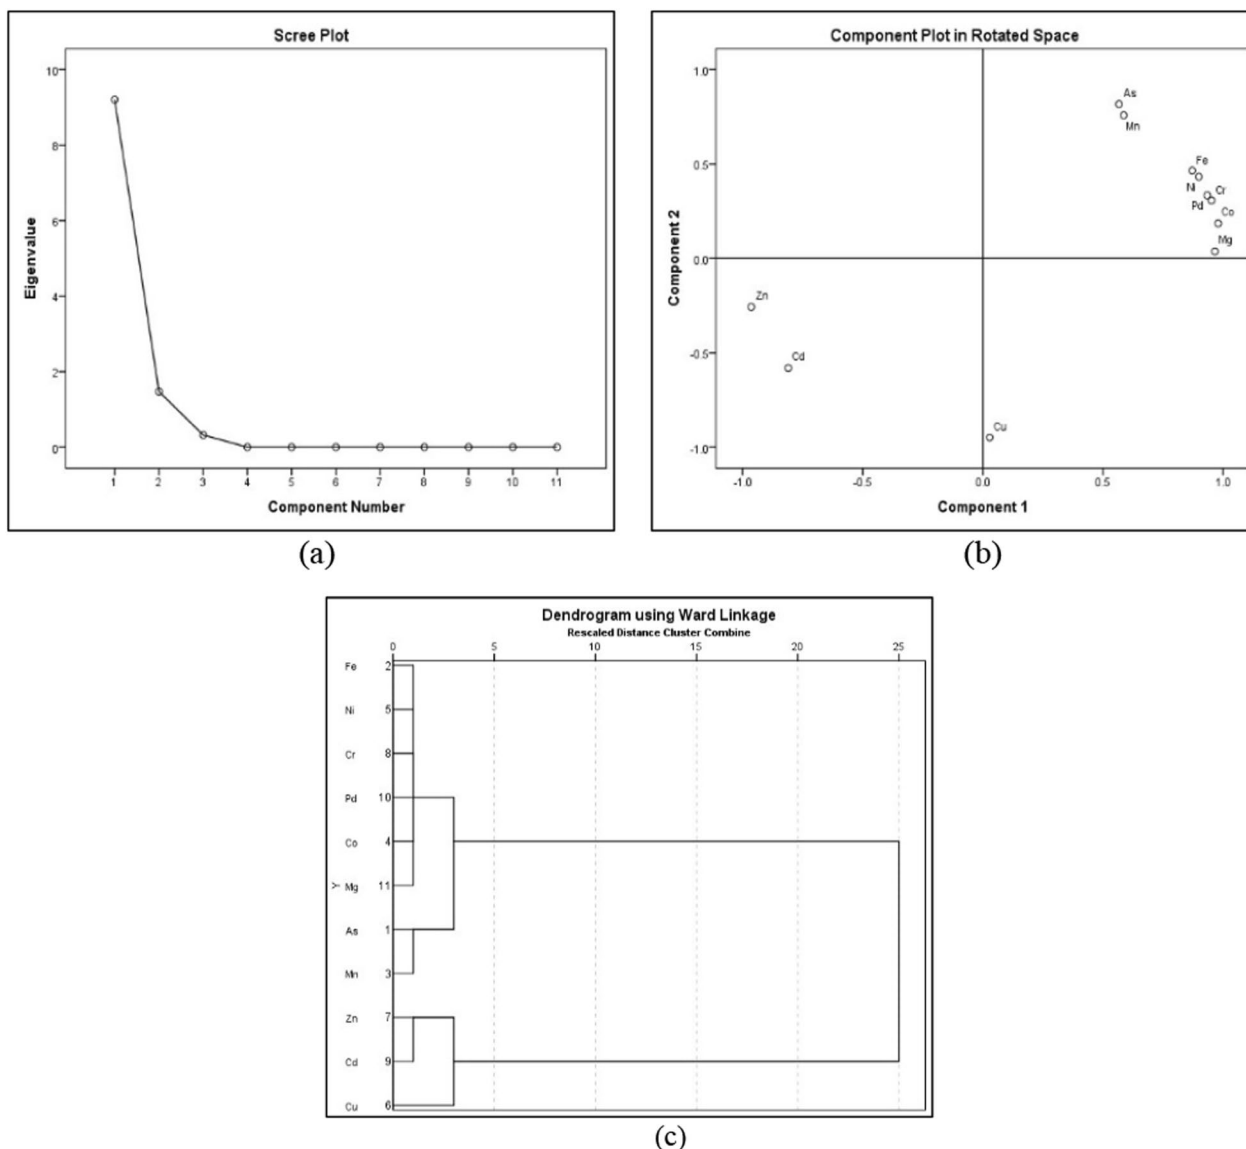 Scree Plot
10
8
6
4
2
0
Eigenvalue
1 2 3 4 5 6 7 8 9 10 11
Component Number
(a)
Component Plot in Rotated Space
1.0
0.5
0.0
-0.5
-1.0
Component 2
As
Mn
Fe
Ni
Cr
Pd
Co
Mg
Zn
Cd
Cu
-1.0 -0.5 0.0 0.5 1.0
Component 1
(b)
Dendrogram using Ward Linkage
Rescaled Distance Cluster Combine
0 5 10 15 20 25
Fe 2
Ni 5
Cr 8
Pd 10
Co 4
Y
Mg 11
As 1
Mn 3
Zn 7
Cd 9
Cu 6
(c)